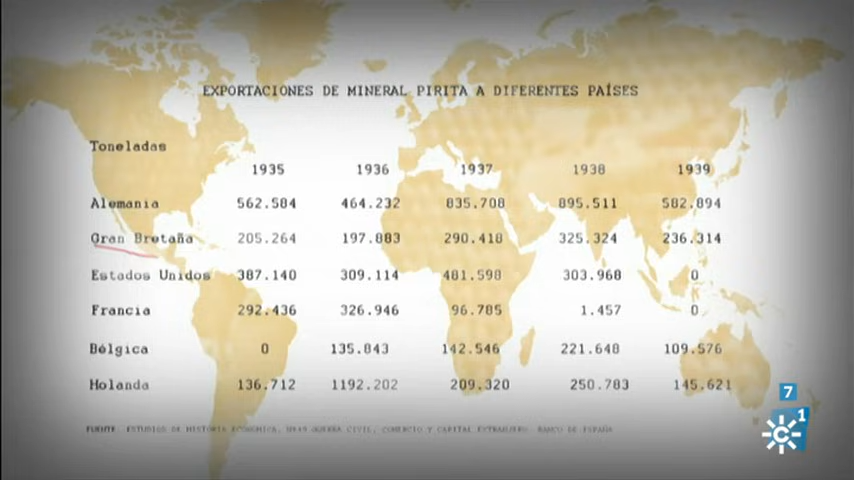 EXPORTACIONES DE MINERAL PIRITA A DIFERENTES PAÍSES
Toneladas
1935 1936 1937 1938 1939
Alemania 562.584 464.232 835.708 895.511 582.894
Gran Bretaña 205.264 197.883 290.418 325.324 236.314
Estados Unidos 387.140 309.114 481.598 303.968 0
Francia 292.436 326.946 96.785 1.457 0
Bélgica 0 135.843 142.546 221.648 109.576
Holanda 136.712 1192.202 209.320 250.783 145.621
FUENTE ESTUDIOS DE HISTORIA ECONOMICA, GUERRA CIVIL, COMERCIO Y CAPITAL EXTRANJERO. BANCO DE ESPAÑA
7
1